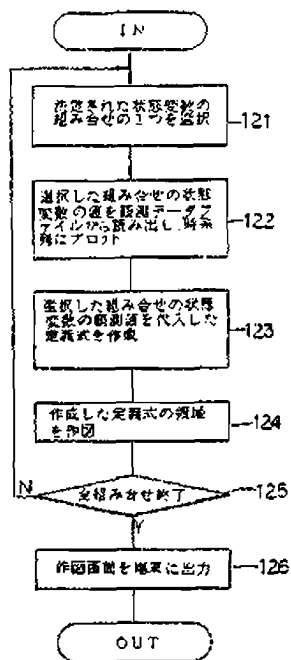 IN
指定された状態変数の
組み合せの1つを選択
121
選択した組み合せの状態
変数の値を観測データフ
ァイルから読み出し、時系
列にプロット
122
選択した組み合せの状態
変数の観測値を代入した
定義式を作成
123
作成した定義式の領域
を作図
124
全組み合せ終了
125
N
Y
作図画面を端末に出力
126
OUT